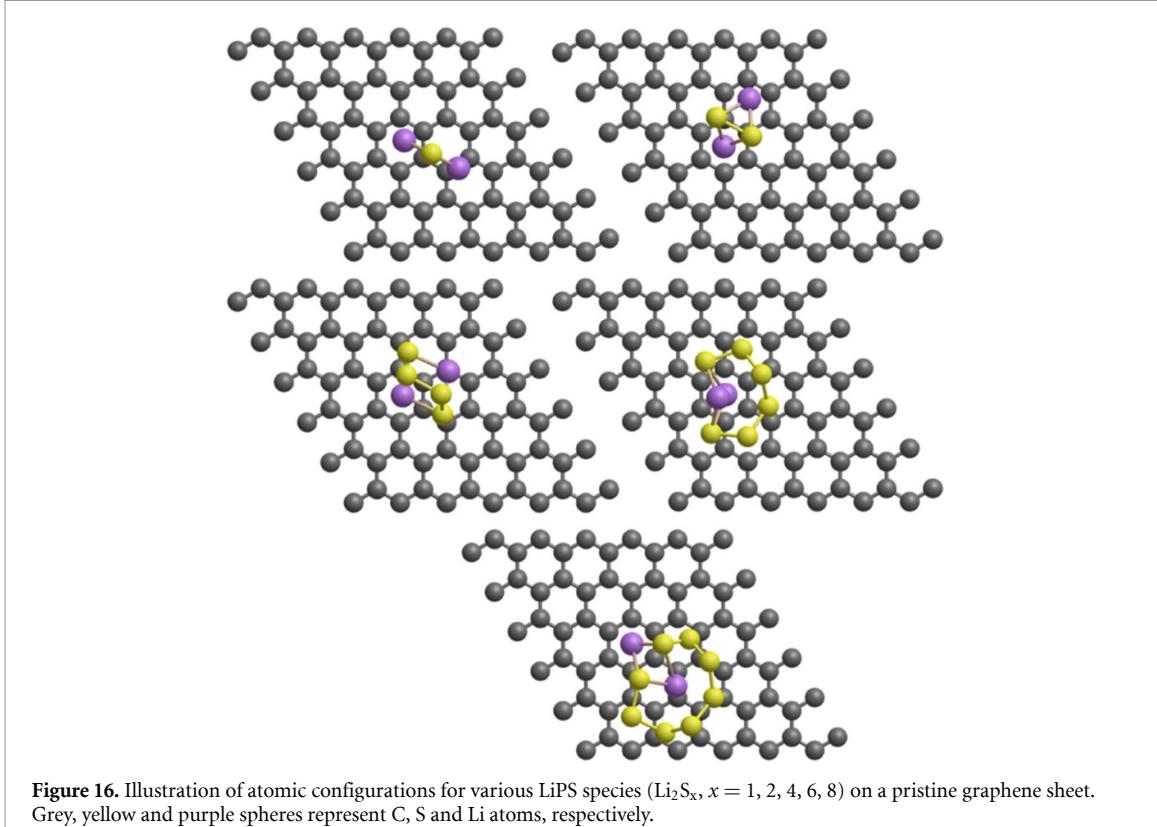 Figure 16. Illustration of atomic configurations for various LiPS species (Li₂Sₓ, x = 1, 2, 4, 6, 8) on a pristine graphene sheet.
Grey, yellow and purple spheres represent C, S and Li atoms, respectively.